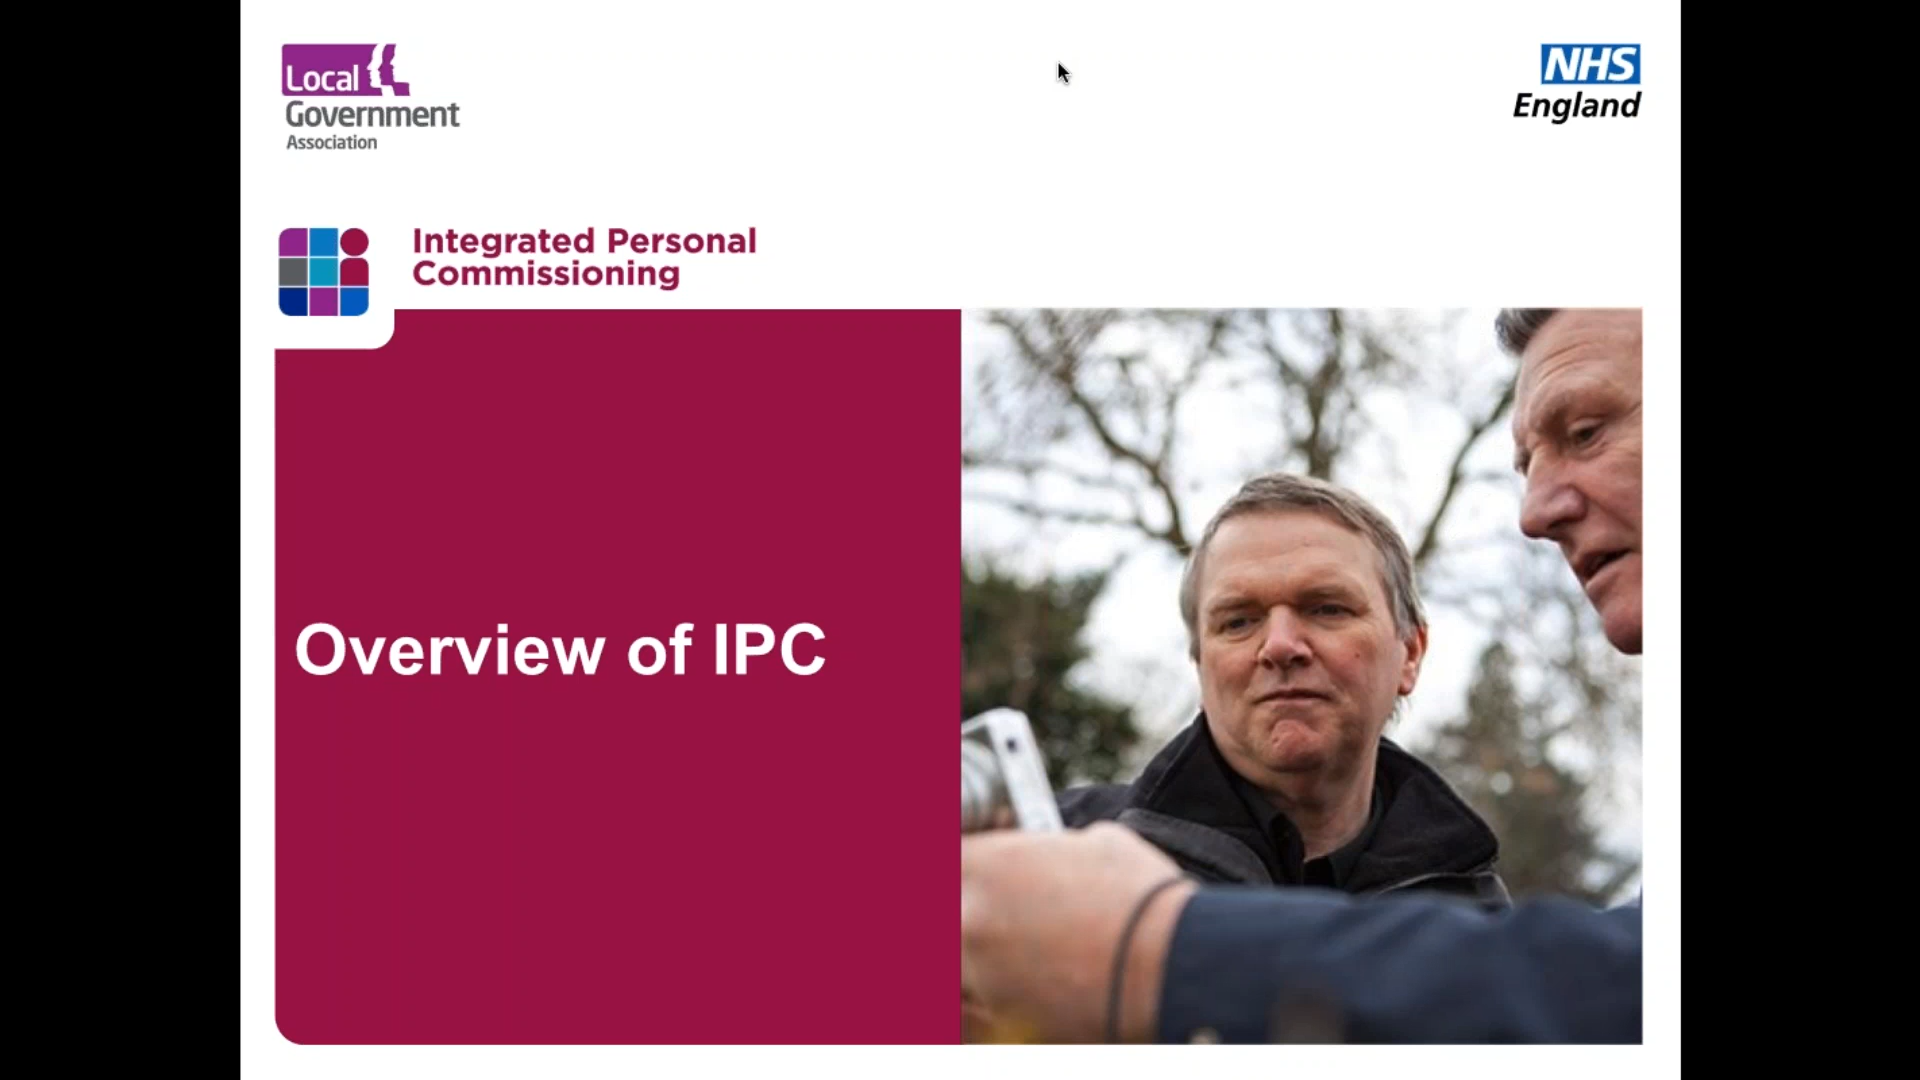 Local
Government
Association
NHS
England
Integrated Personal
Commissioning
Overview of IPC